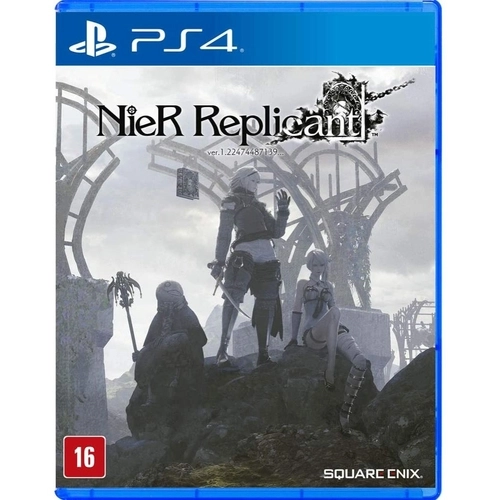 PS4
NieR Replicant
ver.1.22474487139...
16
SQUARE ENIX